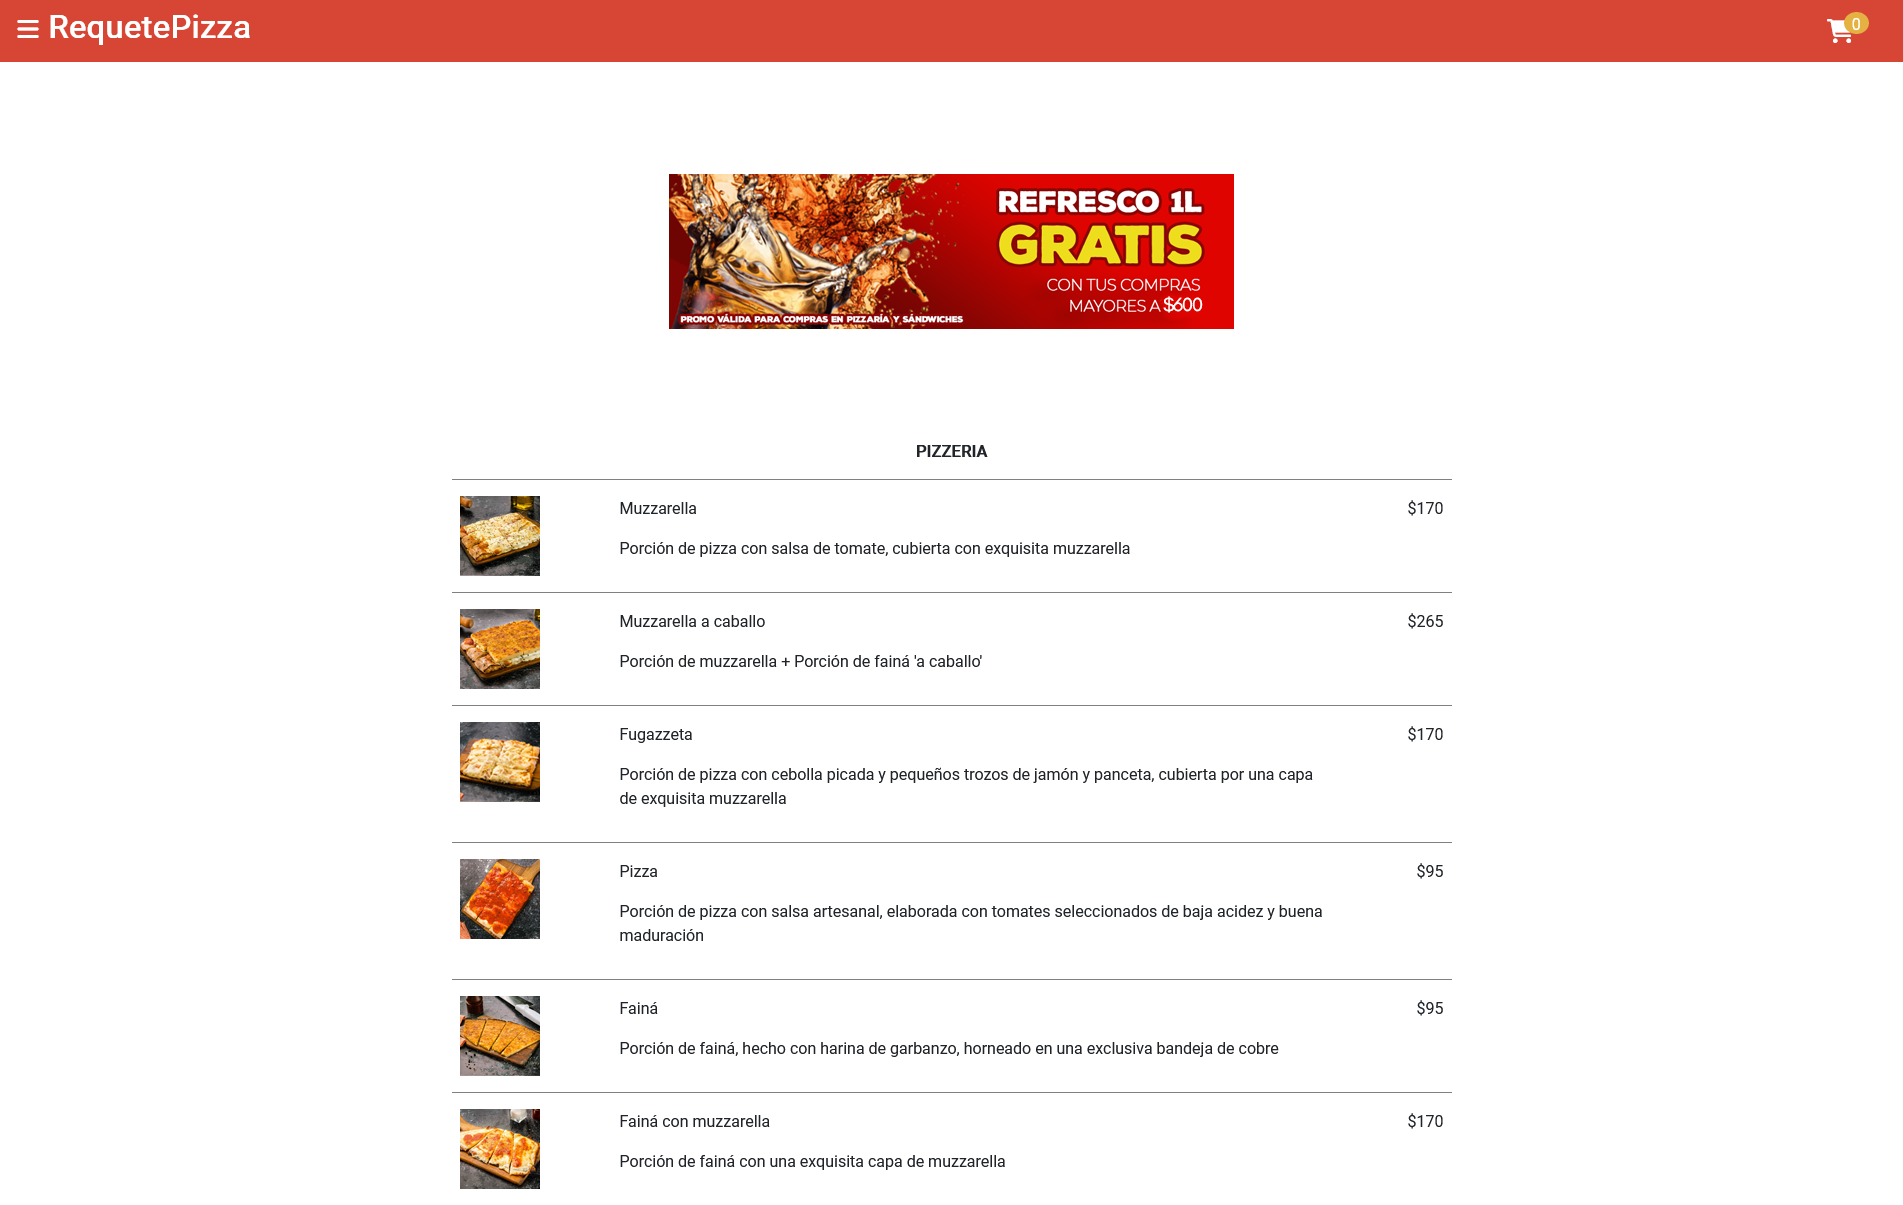 RequetePizza
0
REFRESCO 1L
GRATIS
CON TUS COMPRAS
MAYORES A $600
PROMO VÁLIDA PARA COMPRAS EN PIZZARÍA Y SÁNDWICHES
PIZZERIA
Muzzarella $170
Porción de pizza con salsa de tomate, cubierta con exquisita muzzarella
Muzzarella a caballo $265
Porción de muzzarella + Porción de fainá 'a caballo'
Fugazzeta $170
Porción de pizza con cebolla picada y pequeños trozos de jamón y panceta, cubierta por una capa
de exquisita muzzarella
Pizza $95
Porción de pizza con salsa artesanal, elaborada con tomates seleccionados de baja acidez y buena
maduración
Fainá $95
Porción de fainá, hecho con harina de garbanzo, horneado en una exclusiva bandeja de cobre
Fainá con muzzarella $170
Porción de fainá con una exquisita capa de muzzarella